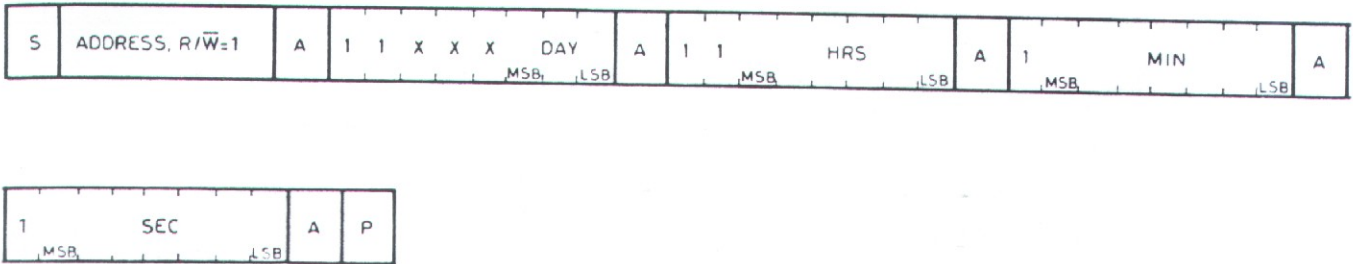 S ADDRESS, R/W̅=1 A 1 1 X X X DAY A 1 1 HRS A 1 MIN A
MSB LSB MSB LSB MSB LSB
1 SEC A P
MSB LSB